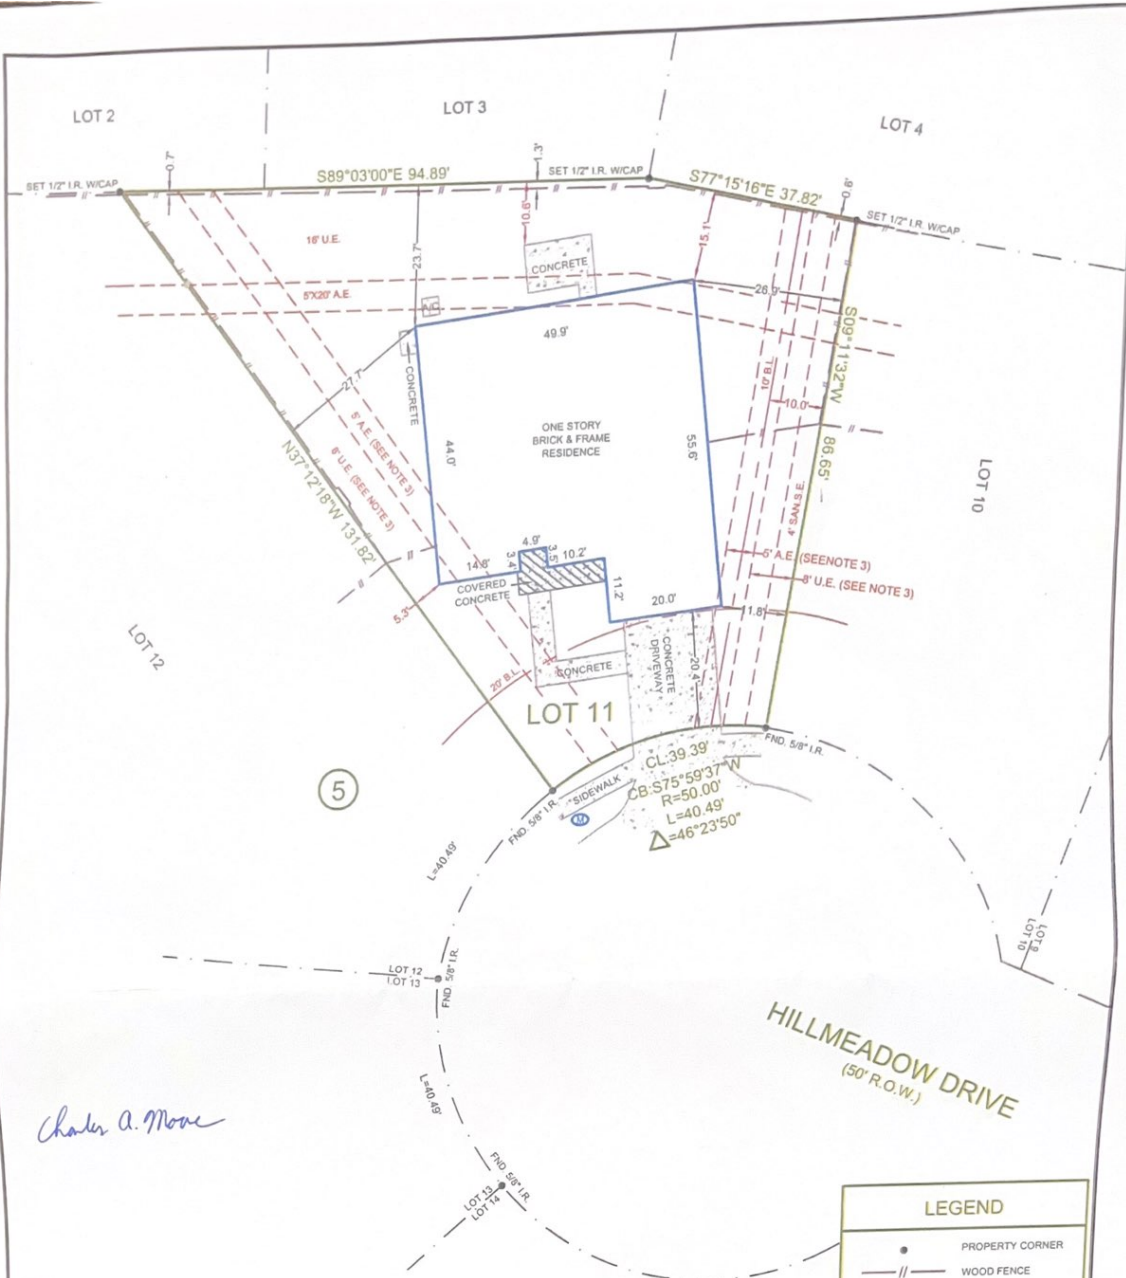 LOT 2
LOT 3
LOT 4
0.7'
1.3'
SET 1/2" I.R. W/CAP
S89°03'00"E 94.89'
SET 1/2" I.R. W/CAP
S77°15'16"E 37.82'
0.6'
SET 1/2" I.R. W/CAP
16' U.E.
10.6'
15.1'
23.7'
CONCRETE
5'X20' A.E.
A/C
26.9'
49.9'
S09°11'32"W 86.65'
27.7'
CONCRETE
10' B.L.
10.0'
5' A.E. (SEE NOTE 3)
8' U.E. (SEE NOTE 3)
44.0'
ONE STORY
BRICK & FRAME
RESIDENCE
55.6'
LOT 10
N37°12'18"W 131.82'
4' SAN.S.E.
4.9'
3.4'
3.5'
10.2'
14.8'
5' A.E. (SEENOTE 3)
8' U.E. (SEE NOTE 3)
COVERED
CONCRETE
11.2'
20.0'
11.8'
5.3'
LOT 12
CONCRETE
DRIVEWAY
20.4'
CONCRETE
20' B.L.
LOT 11
FND. 5/8" I.R.
CL:39.39'
CB:S75°59'37"W
R=50.00'
L=40.49'
△=46°23'50"
SIDEWALK
M
FND. 5/8" I.R.
5
L=40.49'
LOT 9
LOT 10
LOT 12
LOT 13
FND. 5/8" I.R.
HILLMEADOW DRIVE
(50' R.O.W.)
L=40.49'
Charles A. Moore
FND. 5/8" I.R.
LOT 13
LOT 14
LEGEND
PROPERTY CORNER
WOOD FENCE